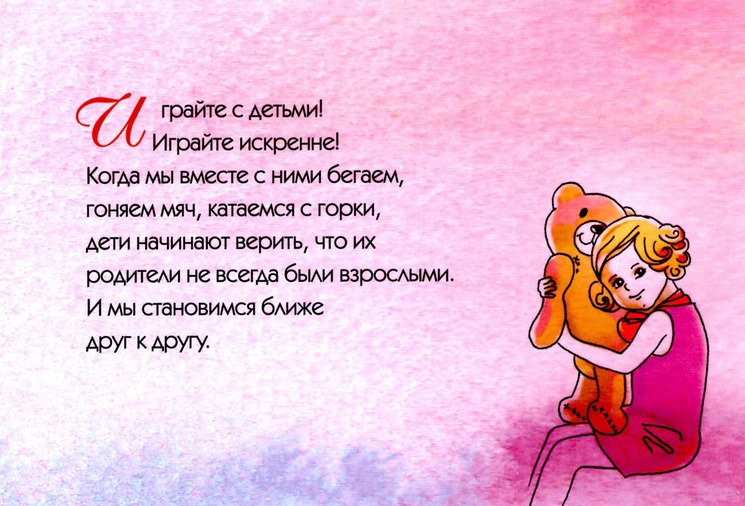 Играйте с детьми!
Играйте искренне!
Когда мы вместе с ними бегаем,
гоняем мяч, катаемся с горки,
дети начинают верить, что их
родители не всегда были взрослыми.
И мы становимся ближе
друг к другу.